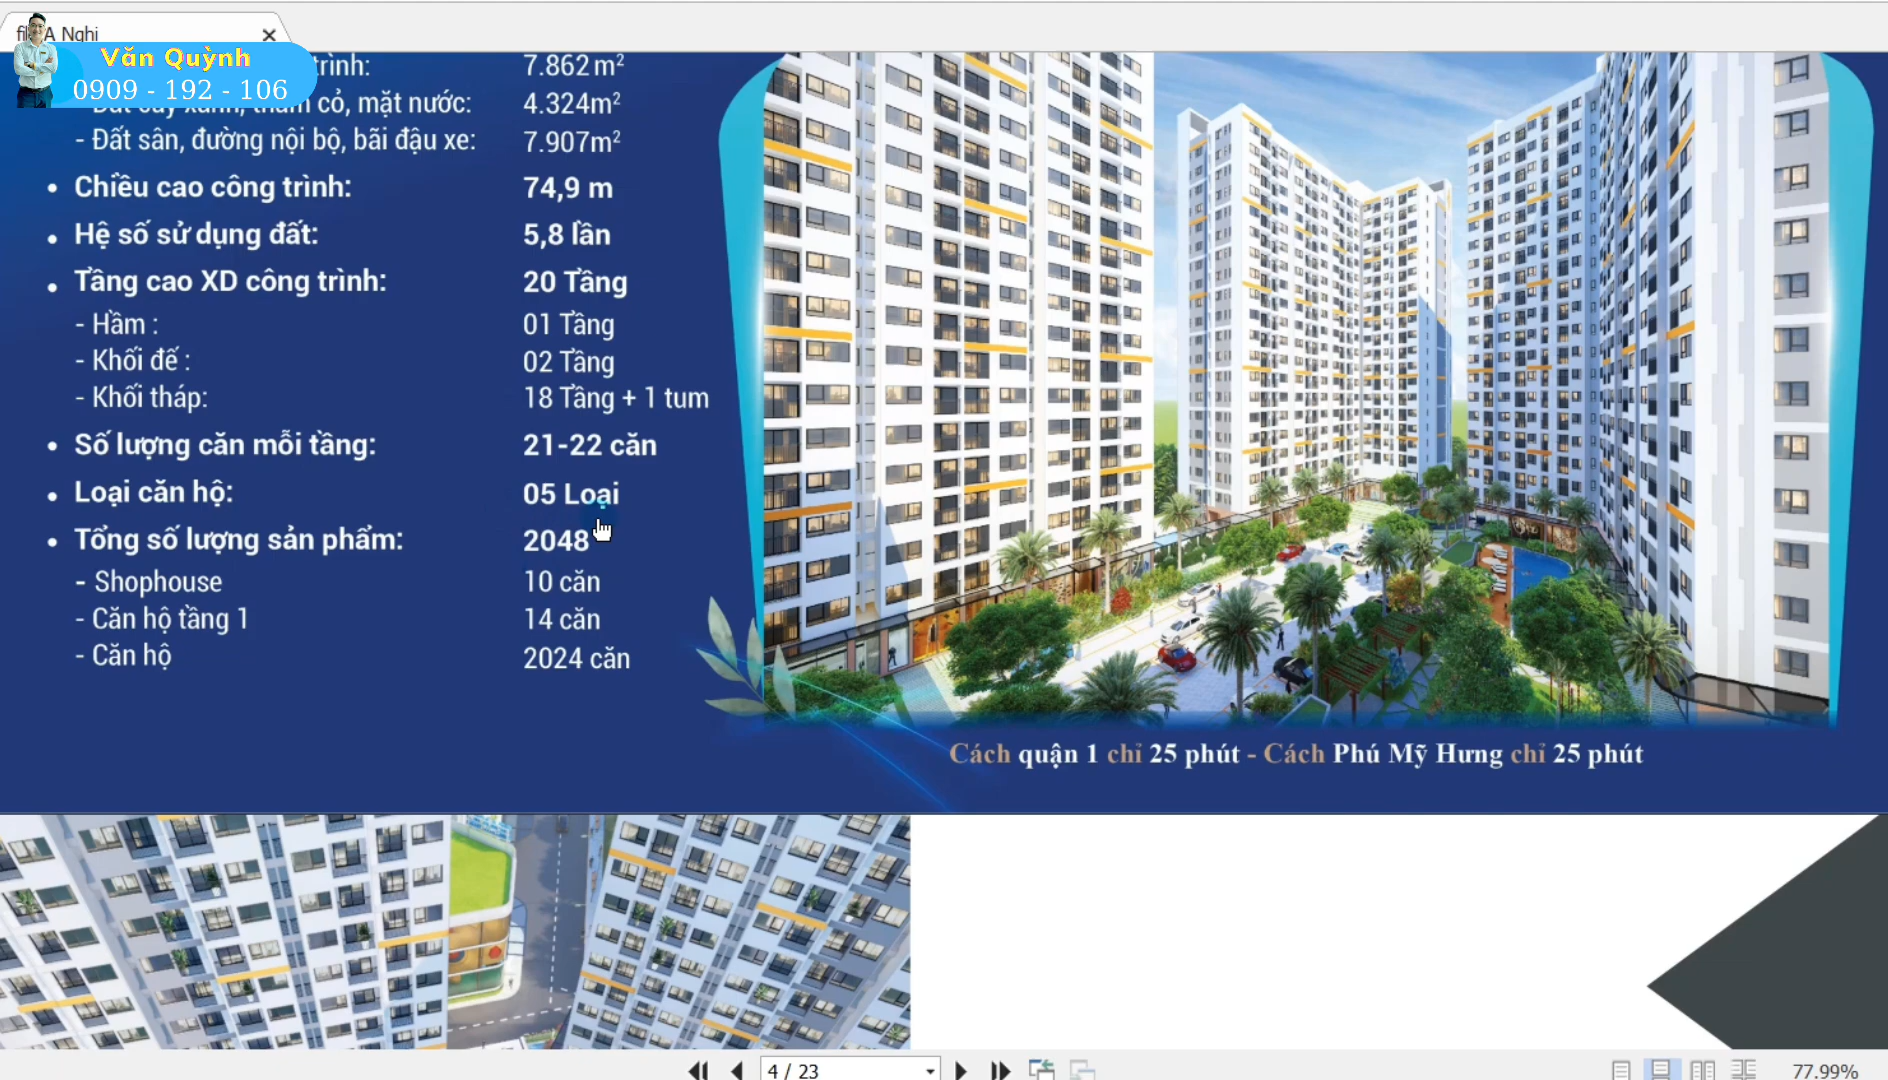 A Nghi
Văn Quỳnh
0909 - 192 - 106
trình: 7.862 m²
cỏ, mặt nước: 4.324m²
- Đất sân, đường nội bộ, bãi đậu xe: 7.907m²
• Chiều cao công trình: 74,9 m
• Hệ số sử dụng đất: 5,8 lần
• Tầng cao XD công trình: 20 Tầng
- Hầm : 01 Tầng
- Khối đế : 02 Tầng
- Khối tháp: 18 Tầng + 1 tum
• Số lượng căn mỗi tầng: 21-22 căn
• Loại căn hộ: 05 Loại
• Tổng số lượng sản phẩm: 2048
- Shophouse 10 căn
- Căn hộ tầng 1 14 căn
- Căn hộ 2024 căn
Cách quận 1 chỉ 25 phút - Cách Phú Mỹ Hưng chỉ 25 phút
4 / 23
77.99%